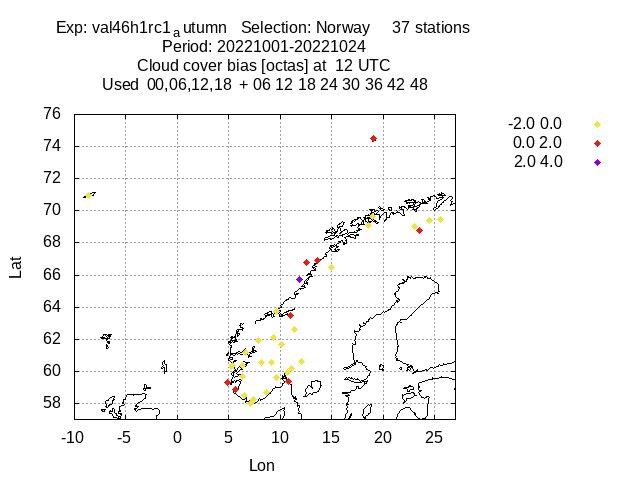 Exp: val46h1rc1autumn Selection: Norway 37 stations
Period: 20221001-20221024
Cloud cover bias [octas] at 12 UTC
Used 00,06,12,18 + 06 12 18 24 30 36 42 48
-2.0 0.0
0.0 2.0
2.0 4.0
76
74
72
70
68
66
64
62
60
58
Lat
-10 -5 0 5 10 15 20 25
Lon